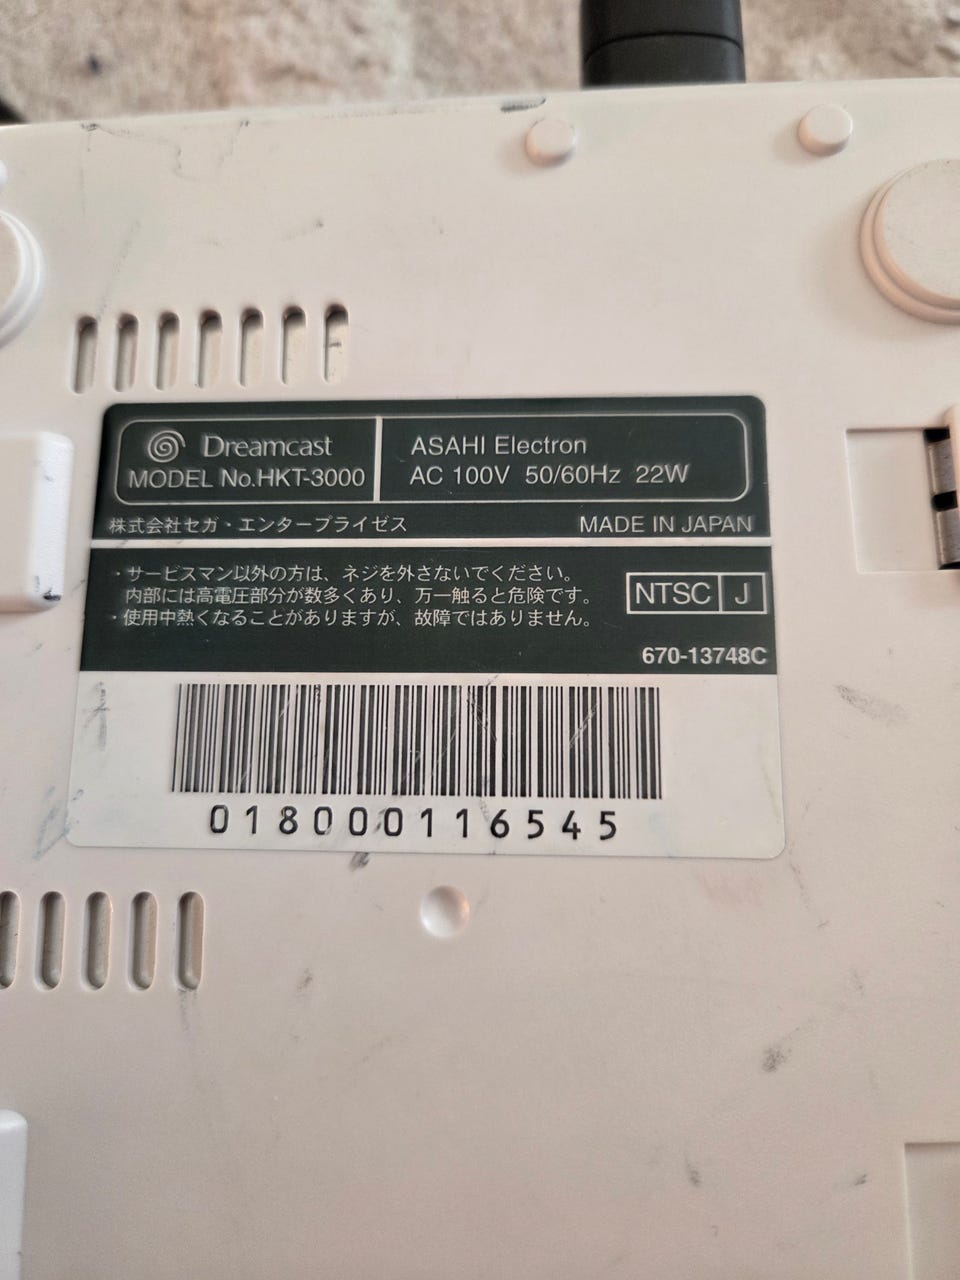 Dreamcast
MODEL No.HKT-3000
ASAHI Electron
AC 100V 50/60Hz 22W
株式会社セガ・エンタープライゼス
MADE IN JAPAN
・サービスマン以外の方は、ネジを外さないでください。
内部には高電圧部分が数多くあり、万一触ると危険です。
・使用中熱くなることがありますが、故障ではありません。
NTSC J
670-13748C
018000116545